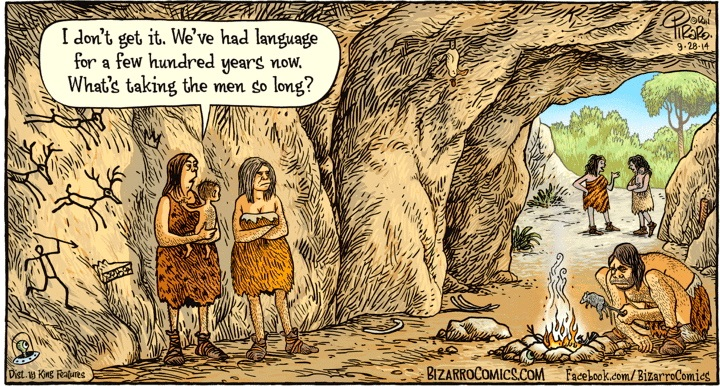 I don't get it. We've had language
for a few hundred years now.
What's taking the men so long?
PIRARO.
9-28-14
Dist. by King Features
BIZARROCOMICS.COM
Facebook.com/BizarroComics